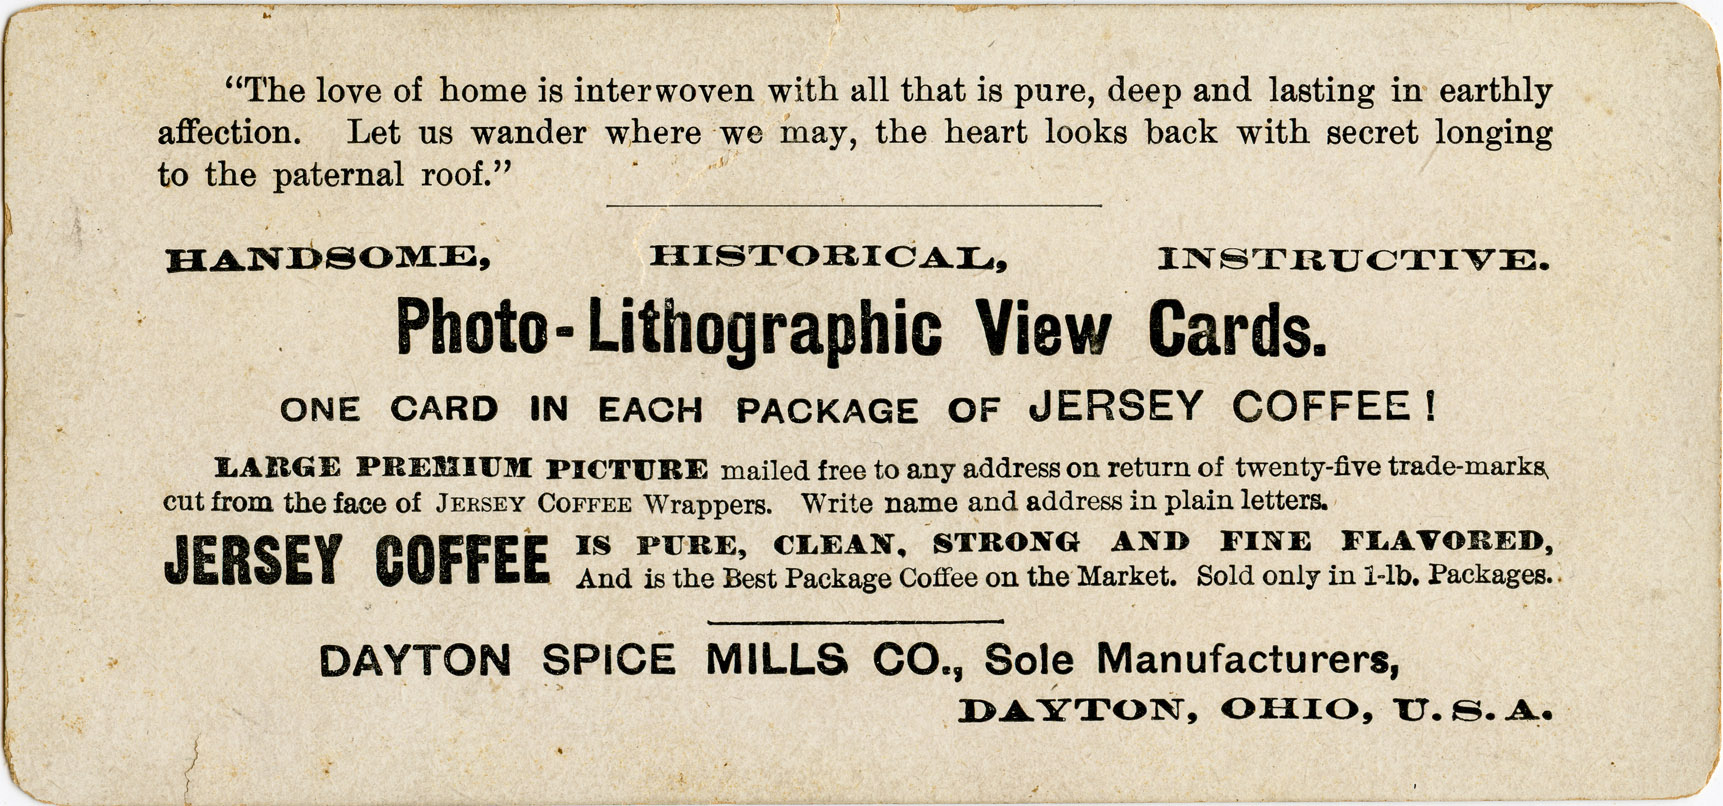 “The love of home is interwoven with all that is pure, deep and lasting in earthly
affection. Let us wander where we may, the heart looks back with secret longing
to the paternal roof.”
HANDSOME, HISTORICAL, INSTRUCTIVE.
Photo-Lithographic View Cards.
ONE CARD IN EACH PACKAGE OF JERSEY COFFEE!
LARGE PREMIUM PICTURE mailed free to any address on return of twenty-five trade-marks,
cut from the face of JERSEY COFFEE Wrappers. Write name and address in plain letters.
JERSEY COFFEE IS PURE, CLEAN, STRONG AND FINE FLAVORED,
And is the Best Package Coffee on the Market. Sold only in 1-lb. Packages.
DAYTON SPICE MILLS CO., Sole Manufacturers,
DAYTON, OHIO, U. S. A.